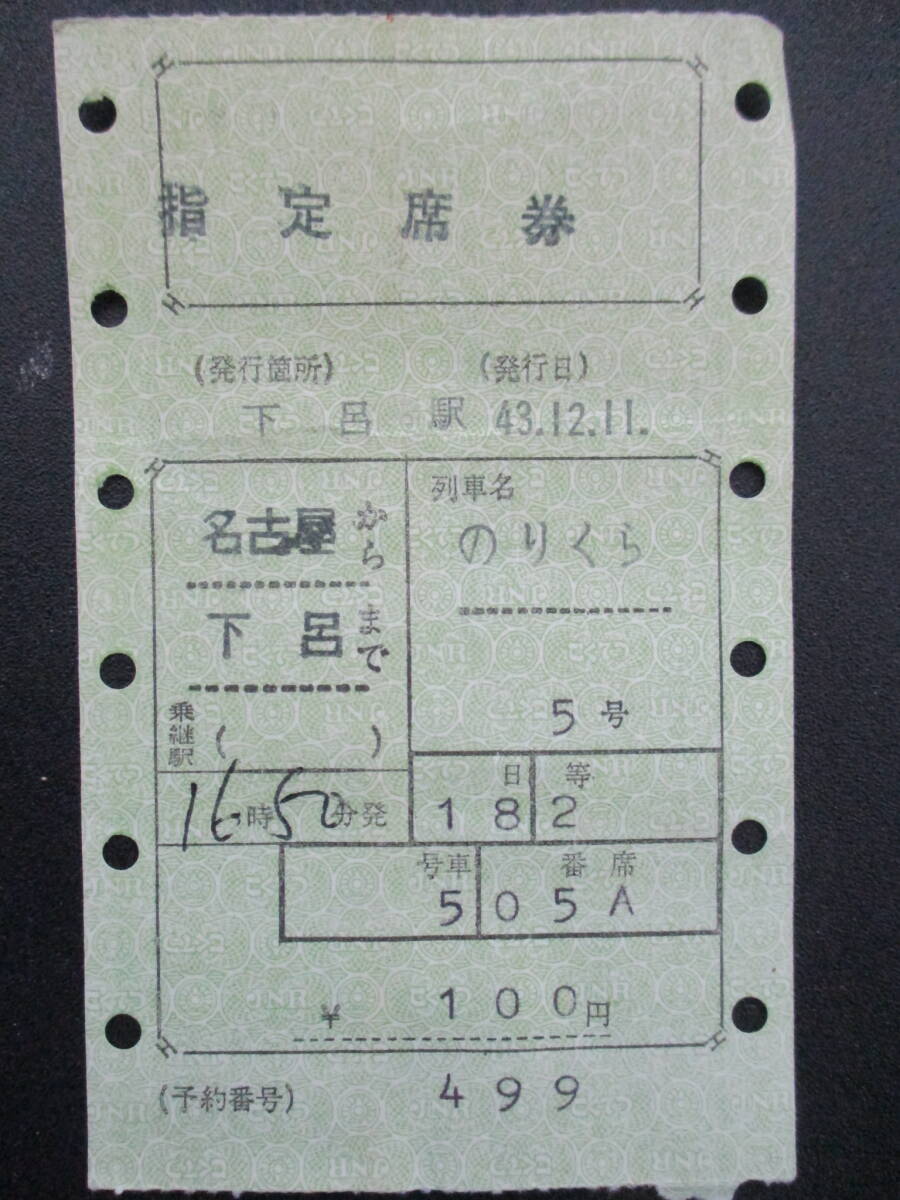 指定席券
(発行箇所) (発行日)
下呂駅 43.12.11.
名古屋から
下呂まで
乗継駅 ( )
16時50分発
列車名
のりくら
5号
日 等
18 2
号車 番席
5 05A
¥ 100円
(予約番号) 499